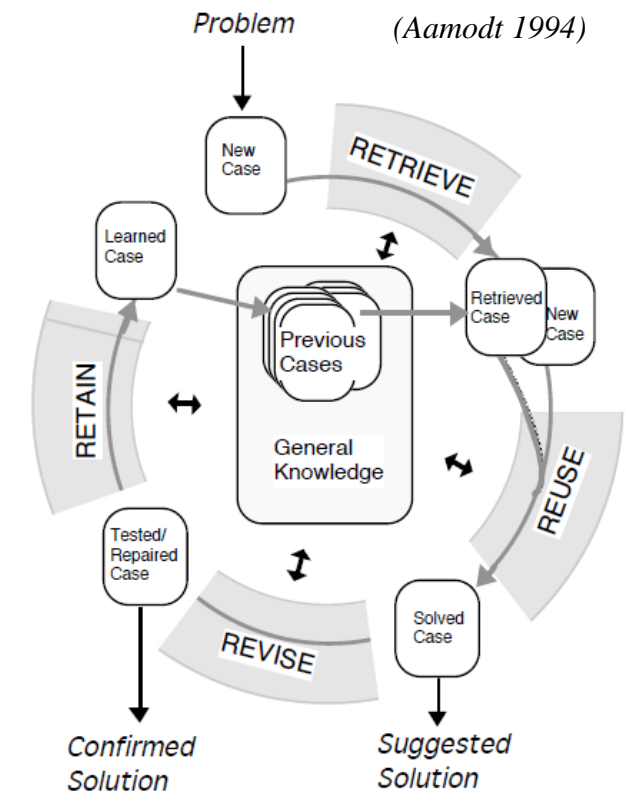 Problem
(Aamodt 1994)
New
Case
RETRIEVE
Learned
Case
Retrieved
Case
New
Case
Previous
Cases
General
Knowledge
RETAIN
REUSE
Tested/
Repaired
Case
REVISE
Solved
Case
Confirmed
Solution
Suggested
Solution